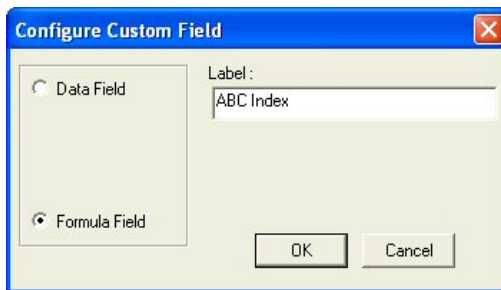 Configure Custom Field
Data Field
Label :
ABC Index
Formula Field
OK
Cancel